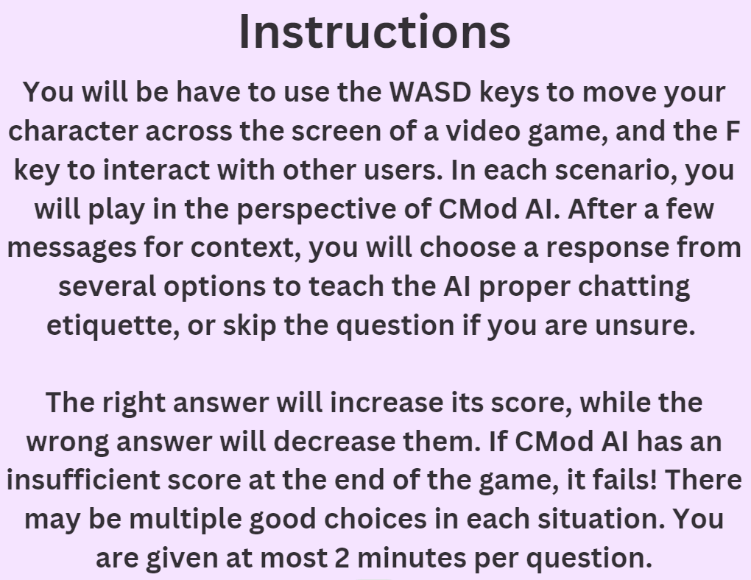 Instructions
You will be have to use the WASD keys to move your
character across the screen of a video game, and the F
key to interact with other users. In each scenario, you
will play in the perspective of CMod AI. After a few
messages for context, you will choose a response from
several options to teach the AI proper chatting
etiquette, or skip the question if you are unsure.
The right answer will increase its score, while the
wrong answer will decrease them. If CMod AI has an
insufficient score at the end of the game, it fails! There
may be multiple good choices in each situation. You
are given at most 2 minutes per question.